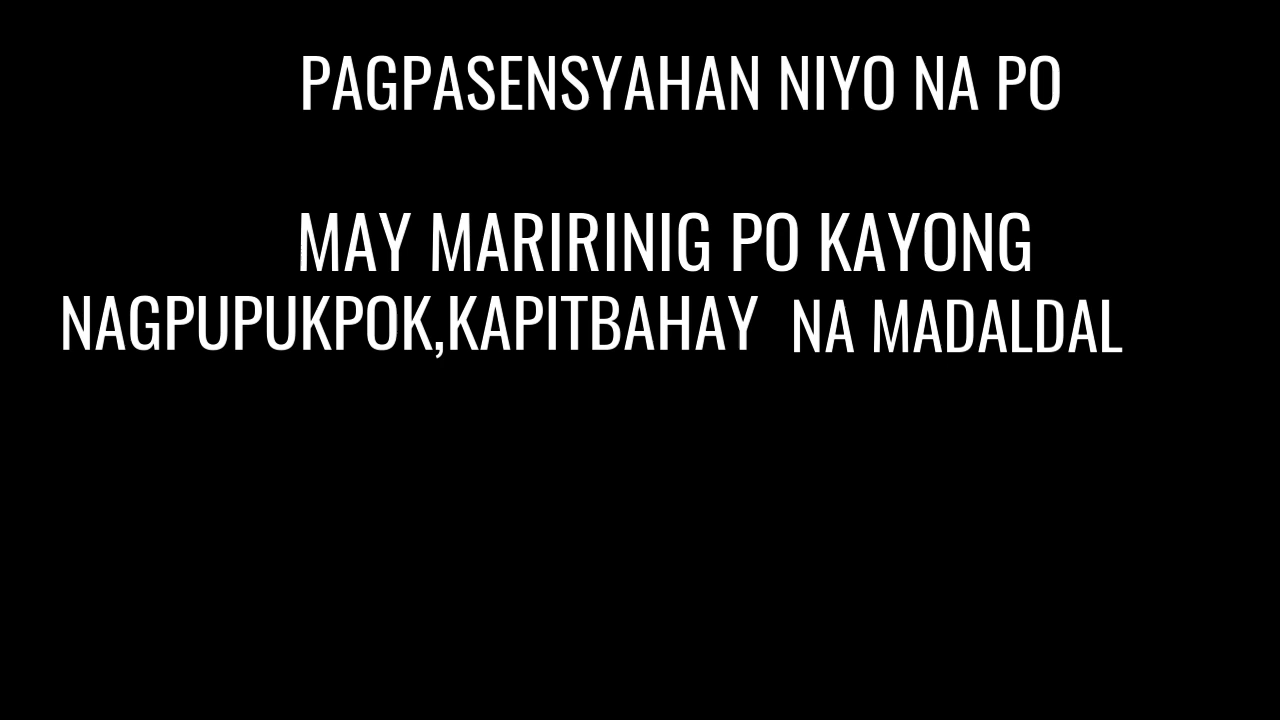 PAGPASENSYAHAN NIYO NA PO
MAY MARIRINIG PO KAYONG
NAGPUPUKPOK,KAPITBAHAY NA MADALDAL